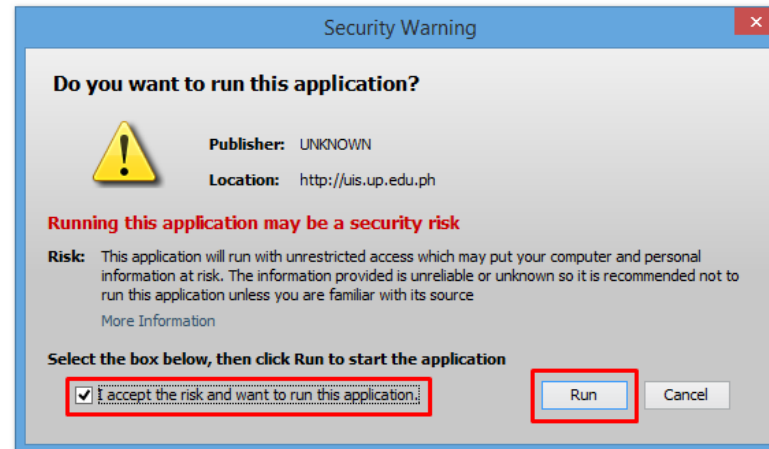 Security Warning
Do you want to run this application?
Publisher: UNKNOWN
Location: http://uis.up.edu.ph
Running this application may be a security risk
Risk: This application will run with unrestricted access which may put your computer and personal
information at risk. The information provided is unreliable or unknown so it is recommended not to
run this application unless you are familiar with its source
More Information
Select the box below, then click Run to start the application
I accept the risk and want to run this application.
Run
Cancel